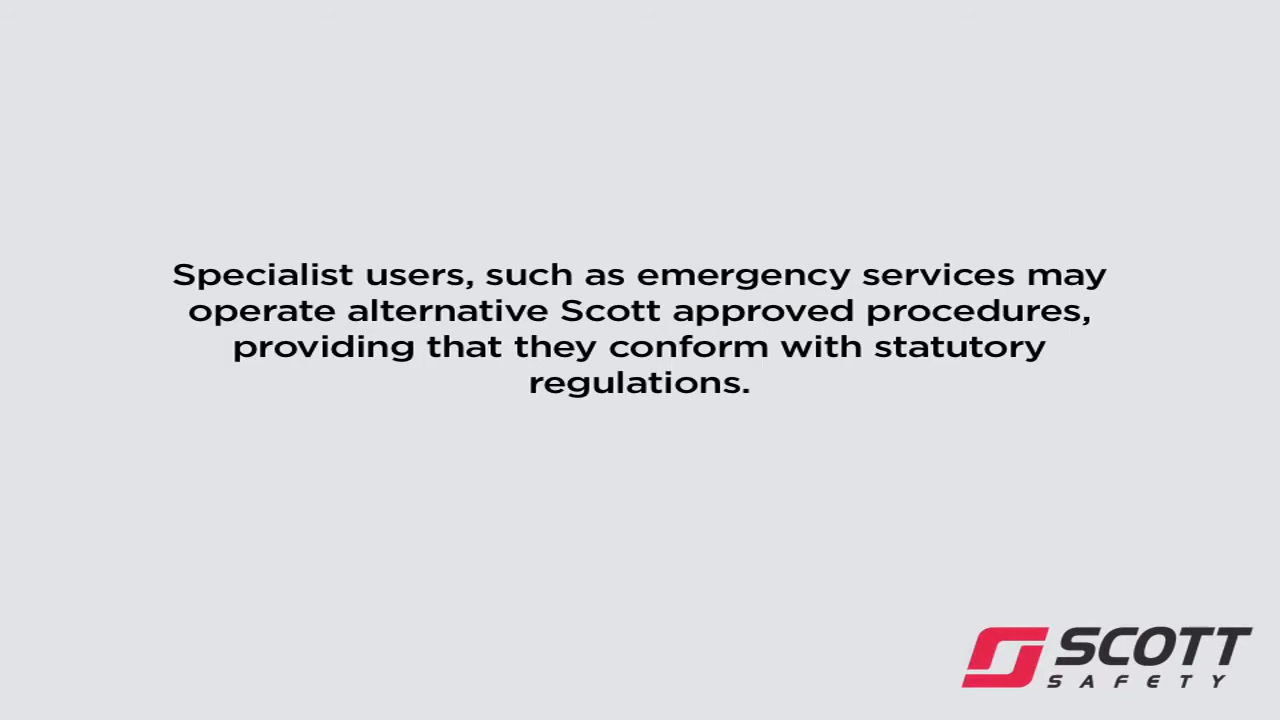 Specialist users, such as emergency services may
operate alternative Scott approved procedures,
providing that they conform with statutory
regulations.
SCOTT
SAFETY